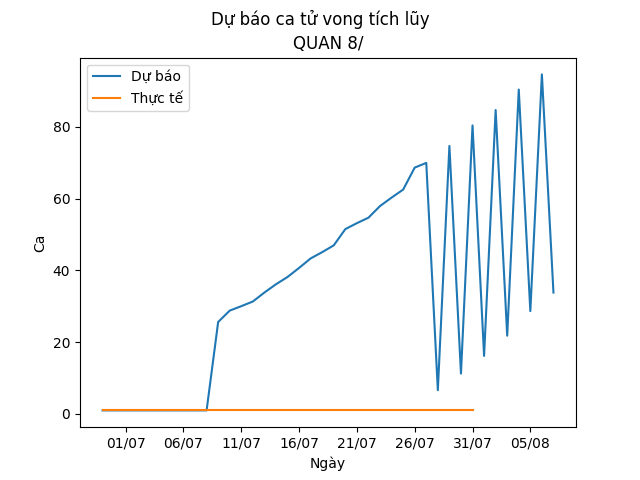 Dự báo ca tử vong tích lũy
QUAN 8/
Dự báo
Thực tế
Ca
80
60
40
20
0
01/07 06/07 11/07 16/07 21/07 26/07 31/07 05/08
Ngày